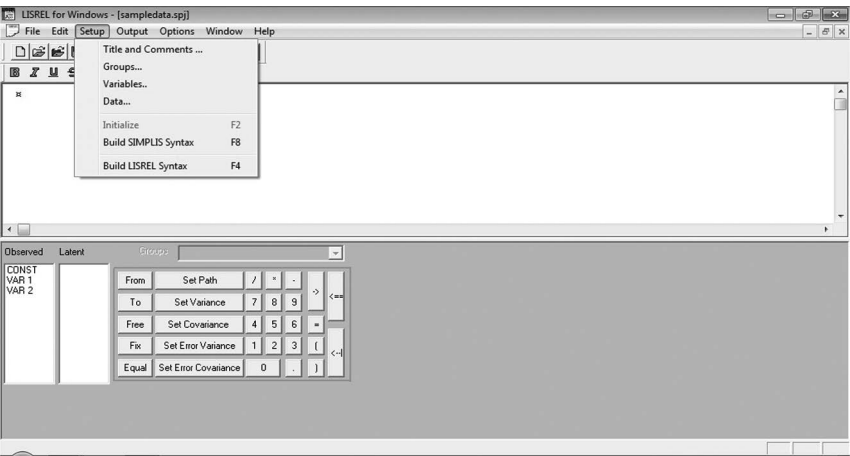 LISREL for Windows - [sampledata.spj]
File Edit Setup Output Options Window Help
Title and Comments ...
Groups...
Variables..
Data...
Initialize F2
Build SIMPLIS Syntax F8
Build LISREL Syntax F4
B I U S
Observed Latent Groups
CONST
VAR 1
VAR 2
From Set Path / * - -> <==
To Set Variance 7 8 9
Free Set Covariance 4 5 6 =
Fix Set Error Variance 1 2 3 ( <--|
Equal Set Error Covariance 0 . )